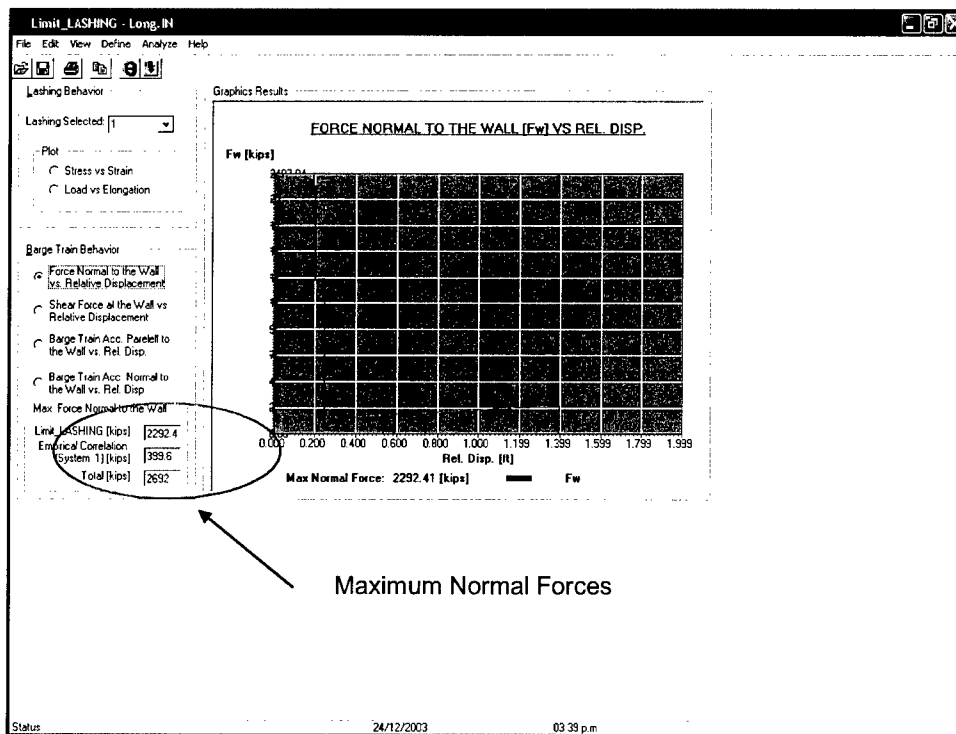 Limit_LASHING - Long.IN
File Edit View Define Analyze Help
Lashing Behavior
Lashing Selected: 1
Plot
Stress vs Strain
Load vs Elongation
Barge Train Behavior
Force Normal to the Wall
vs. Relative Displacement
Shear Force at the Wall vs
Relative Displacement
Barge Train Acc. Parelell to
the Wall vs. Rel. Disp.
Barge Train Acc. Normal to
the Wall vs. Rel. Disp
Max. Force Normal to the Wall
Limit_LASHING [kips] 2292.4
Emprical Correlation
(System 1) [kips] 399.6
Total [kips] 2692
Graphics Results
FORCE NORMAL TO THE WALL [Fw] VS REL. DISP.
Fw [kips]
0.000 0.200 0.400 0.600 0.800 1.000 1.199 1.399 1.599 1.799 1.999
Rel. Disp. [ft]
Max Normal Force: 2292.41 [kips] Fw
Maximum Normal Forces
Status 24/12/2003 03:39 p.m